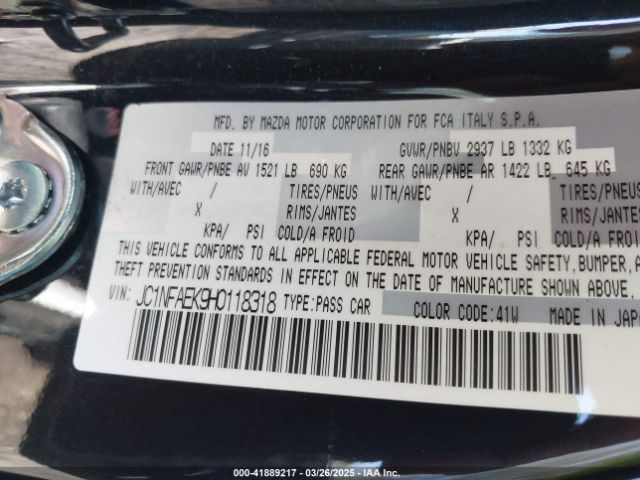 MFD. BY MAZDA MOTOR CORPORATION FOR FCA ITALY S.P.A.
DATE 11/16 GVWR/PNBV 2937 LB 1332 KG
FRONT GAWR/PNBE AV 1521 LB 690 KG REAR GAWR/PNBE AR 1422 LB 645 KG
WITH/AVEC / TIRES/PNEUS WITH/AVEC / TIRES/PNEUS
X RIMS/JANTES X RIMS/JANTES
KPA/ PSI COLD/A FROID KPA/ PSI COLD/A FROID
THIS VEHICLE CONFORMS TO ALL APPLICABLE FEDERAL MOTOR VEHICLE SAFETY, BUMPER, A
THEFT PREVENTION STANDARDS IN EFFECT ON THE DATE OF MANUFACTURE SHOWN ABOVE.
VIN: JC1NFAEK9H0118318 TYPE: PASS CAR COLOR CODE: 41W MADE IN JAPA
000-41889217 - 03/26/2025 - IAAI.com